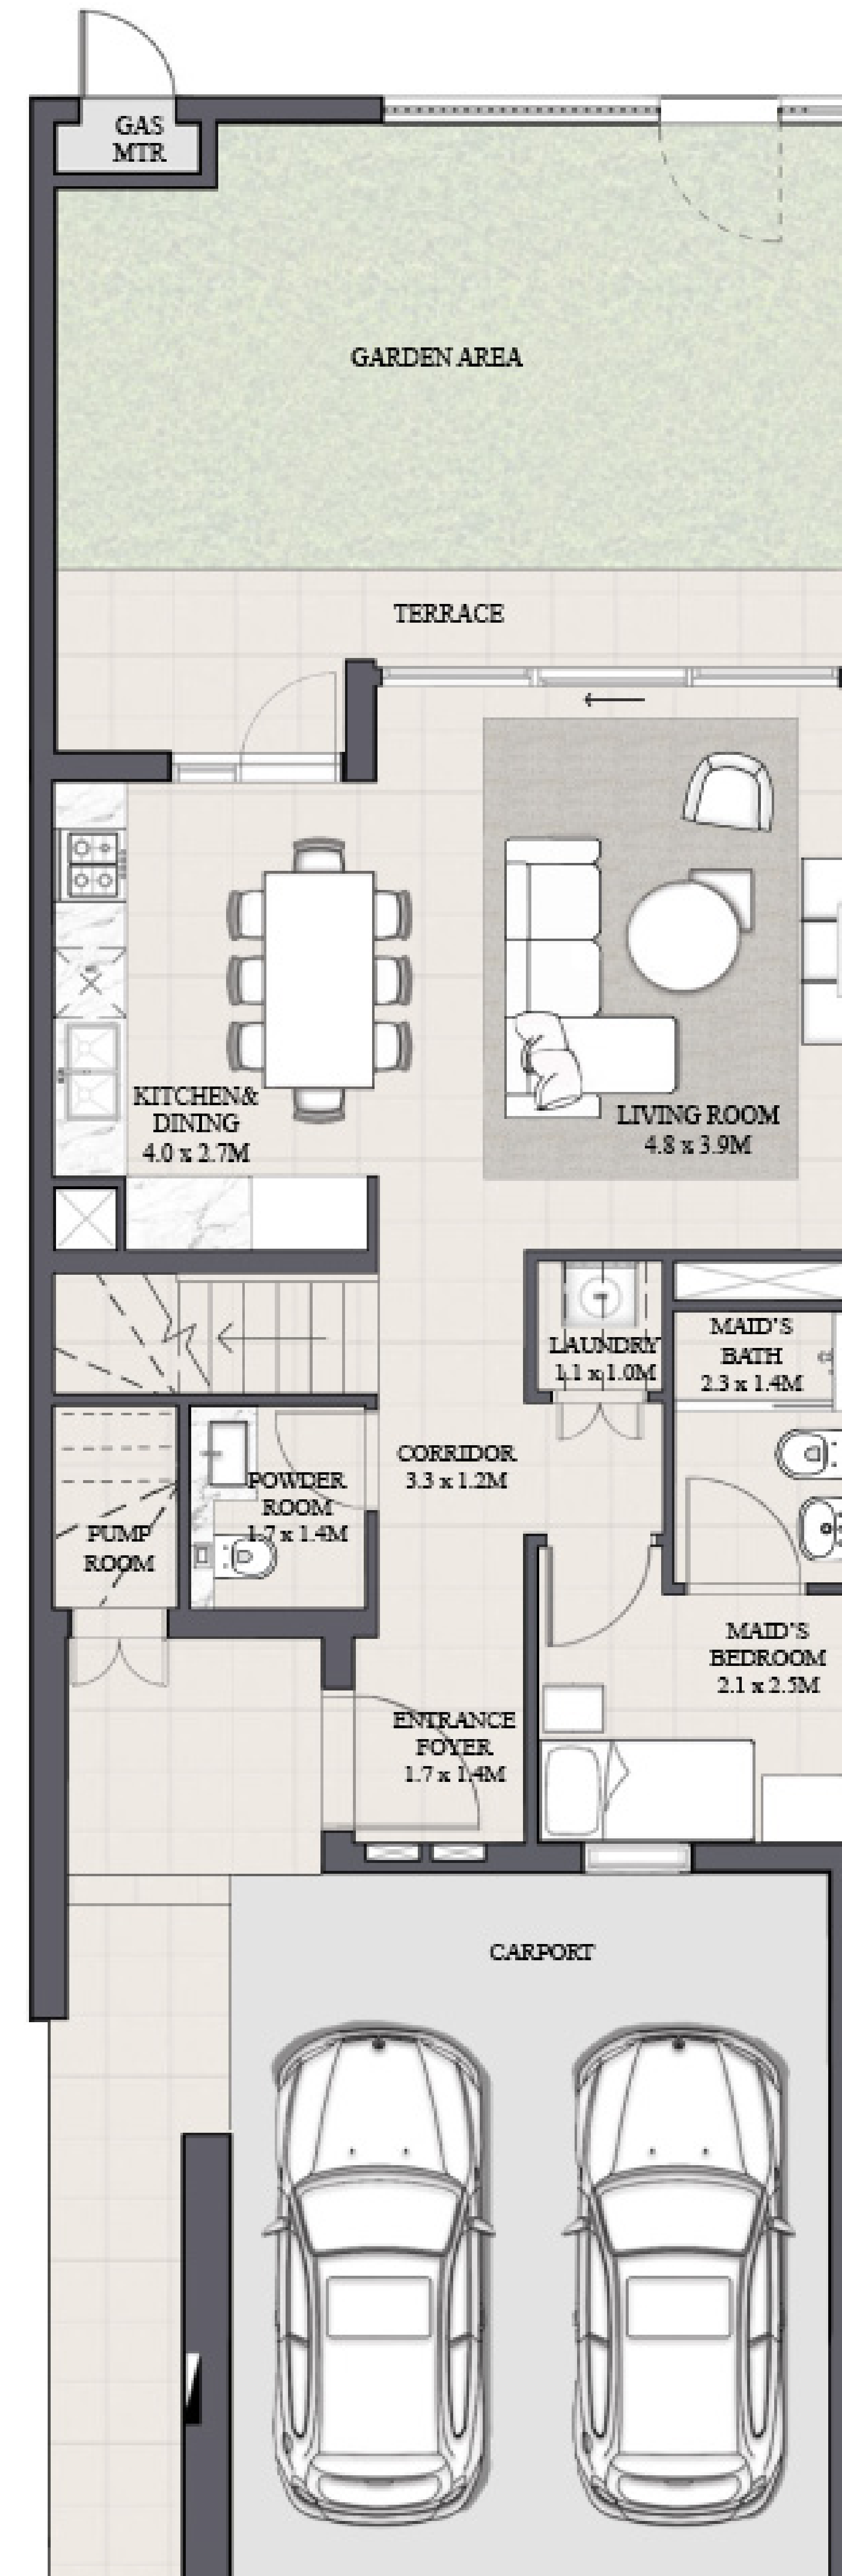 GAS
MTR
GARDEN AREA
TERRACE
KITCHEN&
DINING
4.0 x 2.7M
LIVING ROOM
4.8 x 3.9M
LAUNDRY
1.1 x 1.0M
MAID'S
BATH
2.3 x 1.4M
CORRIDOR
3.3 x 1.2M
POWDER
ROOM
1.7 x 1.4M
PUMP
ROOM
MAID'S
BEDROOM
2.1 x 2.5M
ENTRANCE
FOYER
1.7 x 1.4M
CARPORT